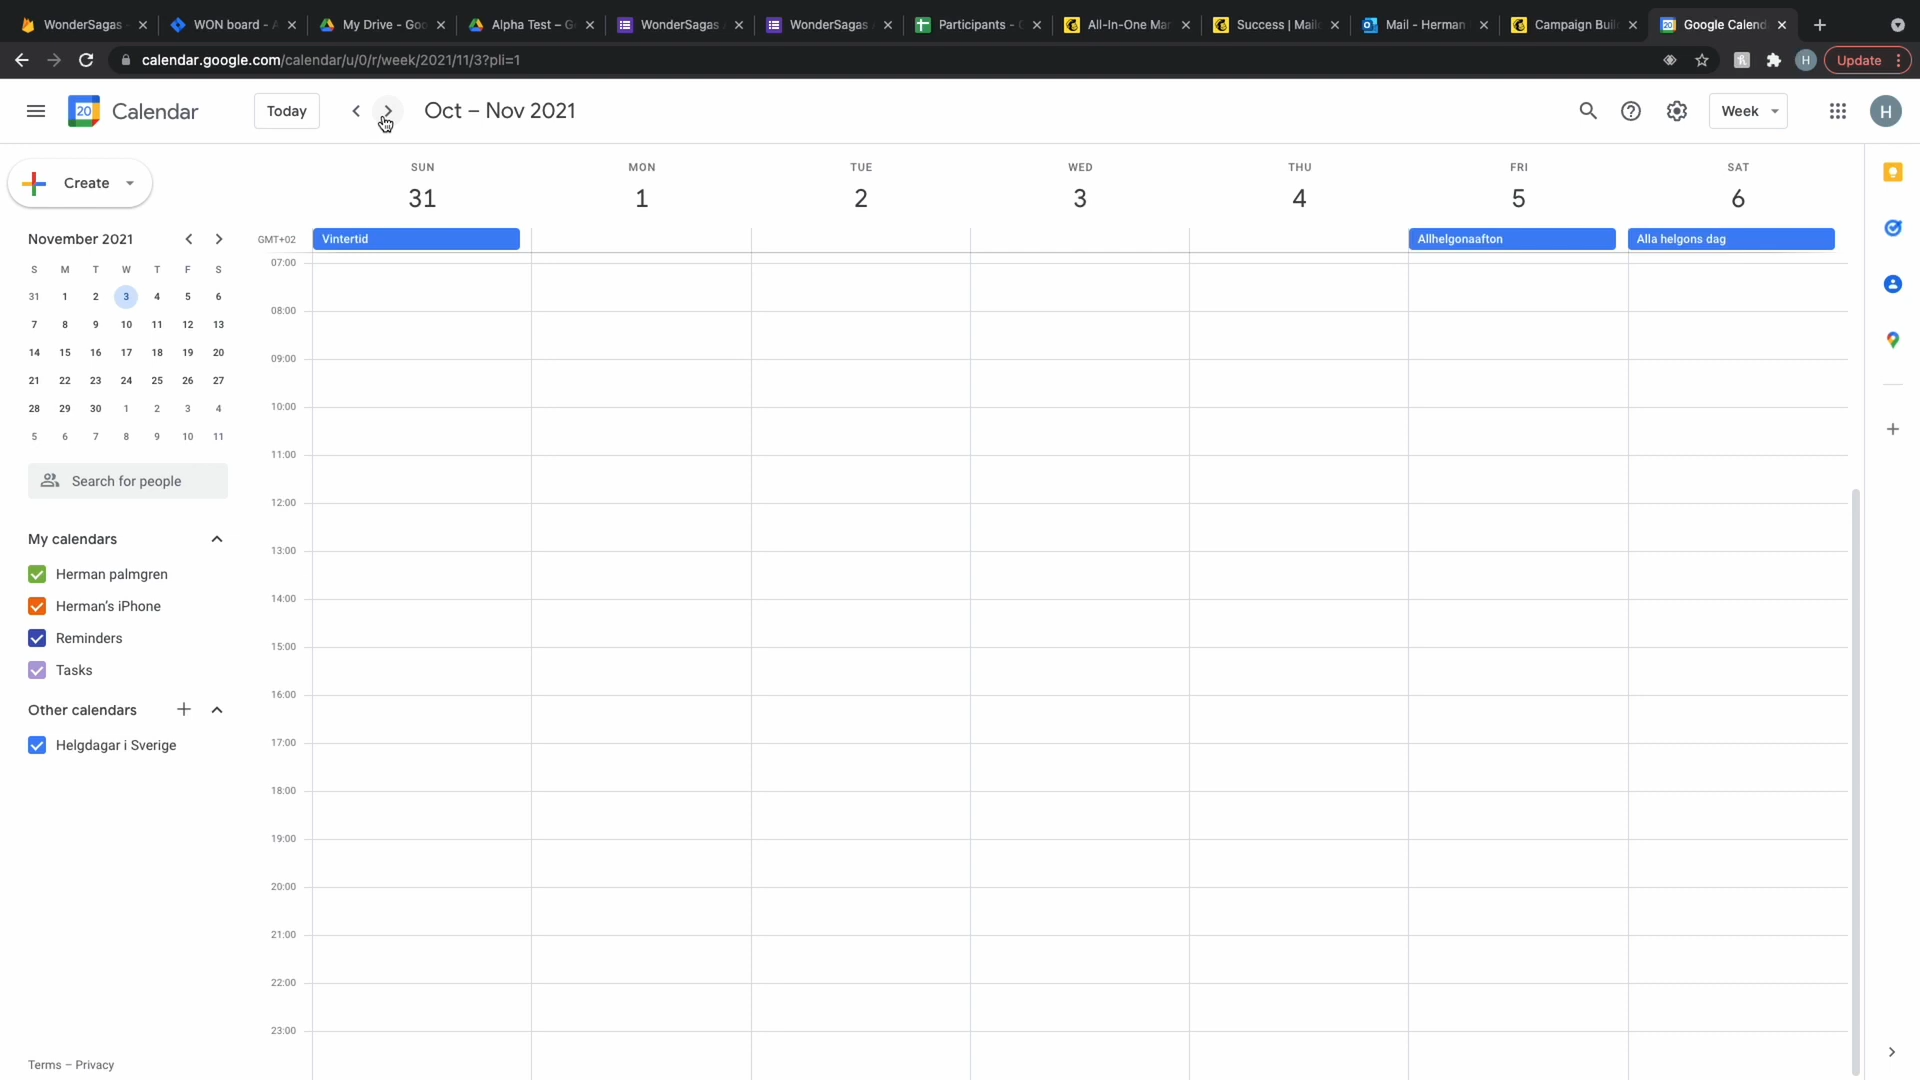 WonderSagas - WON board - A My Drive - Goo Alpha Test – G WonderSagas WonderSagas Participants - All-In-One Mar Success | Mail Mail - Herman Campaign Buil Google Calend
calendar.google.com/calendar/u/0/r/week/2021/11/3?pli=1 H Update
20 Calendar Today Oct – Nov 2021 Week H
Create
SUN MON TUE WED THU FRI SAT
31 1 2 3 4 5 6
November 2021
GMT+02 Vintertid Allhelgonaafton Alla helgons dag
S M T W T F S
31 1 2 3 4 5 6
7 8 9 10 11 12 13
14 15 16 17 18 19 20
21 22 23 24 25 26 27
28 29 30 1 2 3 4
5 6 7 8 9 10 11
Search for people
My calendars
Herman palmgren
Herman's iPhone
Reminders
Tasks
Other calendars
Helgdagar i Sverige
07:00
08:00
09:00
10:00
11:00
12:00
13:00
14:00
15:00
16:00
17:00
18:00
19:00
20:00
21:00
22:00
23:00
Terms – Privacy